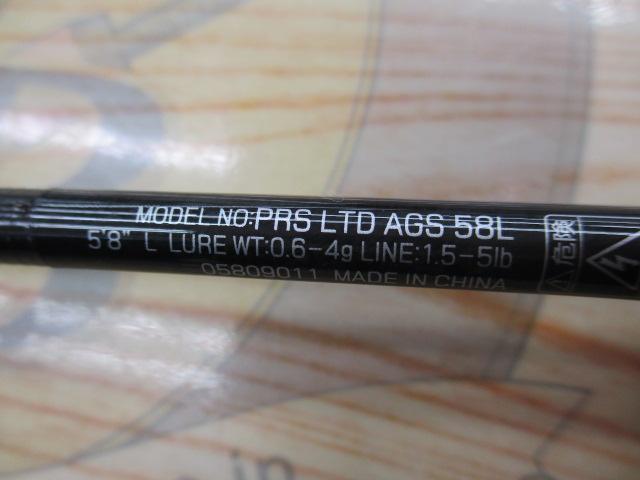 MODEL NO:PRS LTD AGS 58L
5'8" L LURE WT:0.6-4g LINE:1.5-5lb
05809011 MADE IN CHINA
⚠危険